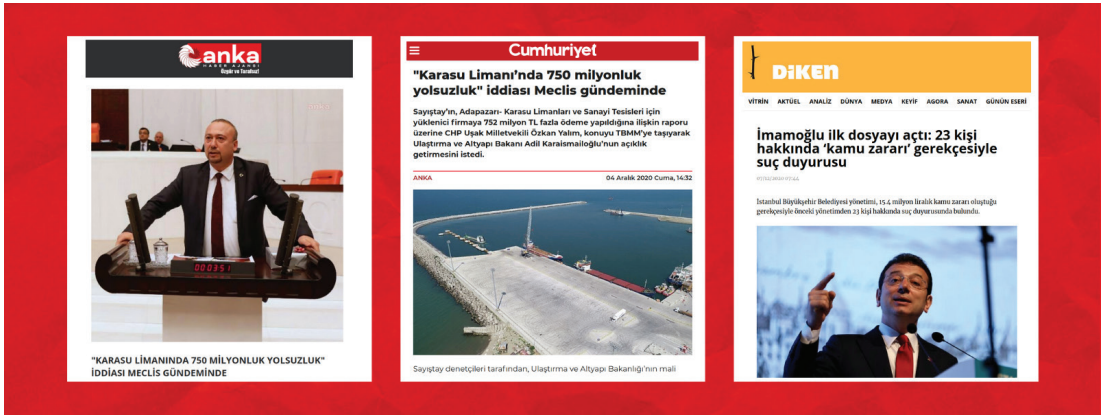 anka
HABER AJANSI
Özgür ve Tarafsız!
000351
"KARASU LİMANINDA 750 MİLYONLUK YOLSUZLUK"
İDDİASI MECLİS GÜNDEMİNDE
Cumhuriyet
"Karasu Limanı'nda 750 milyonluk
yolsuzluk" iddiası Meclis gündeminde
Sayıştay'ın, Adapazarı- Karasu Limanları ve Sanayi Tesisleri için
yüklenici firmaya 752 milyon TL fazla ödeme yapıldığına ilişkin raporu
üzerine CHP Uşak Milletvekili Özkan Yalım, konuyu TBMM'ye taşıyarak
Ulaştırma ve Altyapı Bakanı Adil Karaismailoğlu'nun açıklık
getirmesini istedi.
ANKA
04 Aralık 2020 Cuma, 14:32
Sayıştay denetçileri tarafından, Ulaştırma ve Altyapı Bakanlığı'nın mali
DiKEN
VİTRİN AKTÜEL ANALİZ DÜNYA MEDYA KEYİF AGORA SANAT GÜNÜN ESERİ
İmamoğlu ilk dosyayı açtı: 23 kişi
hakkında 'kamu zararı' gerekçesiyle
suç duyurusu
İstanbul Büyükşehir Belediyesi yönetimi, 15.4 milyon liralık kamu zararı oluştuğu
gerekçesiyle önceki yönetimden 23 kişi hakkında suç duyurusunda bulundu.